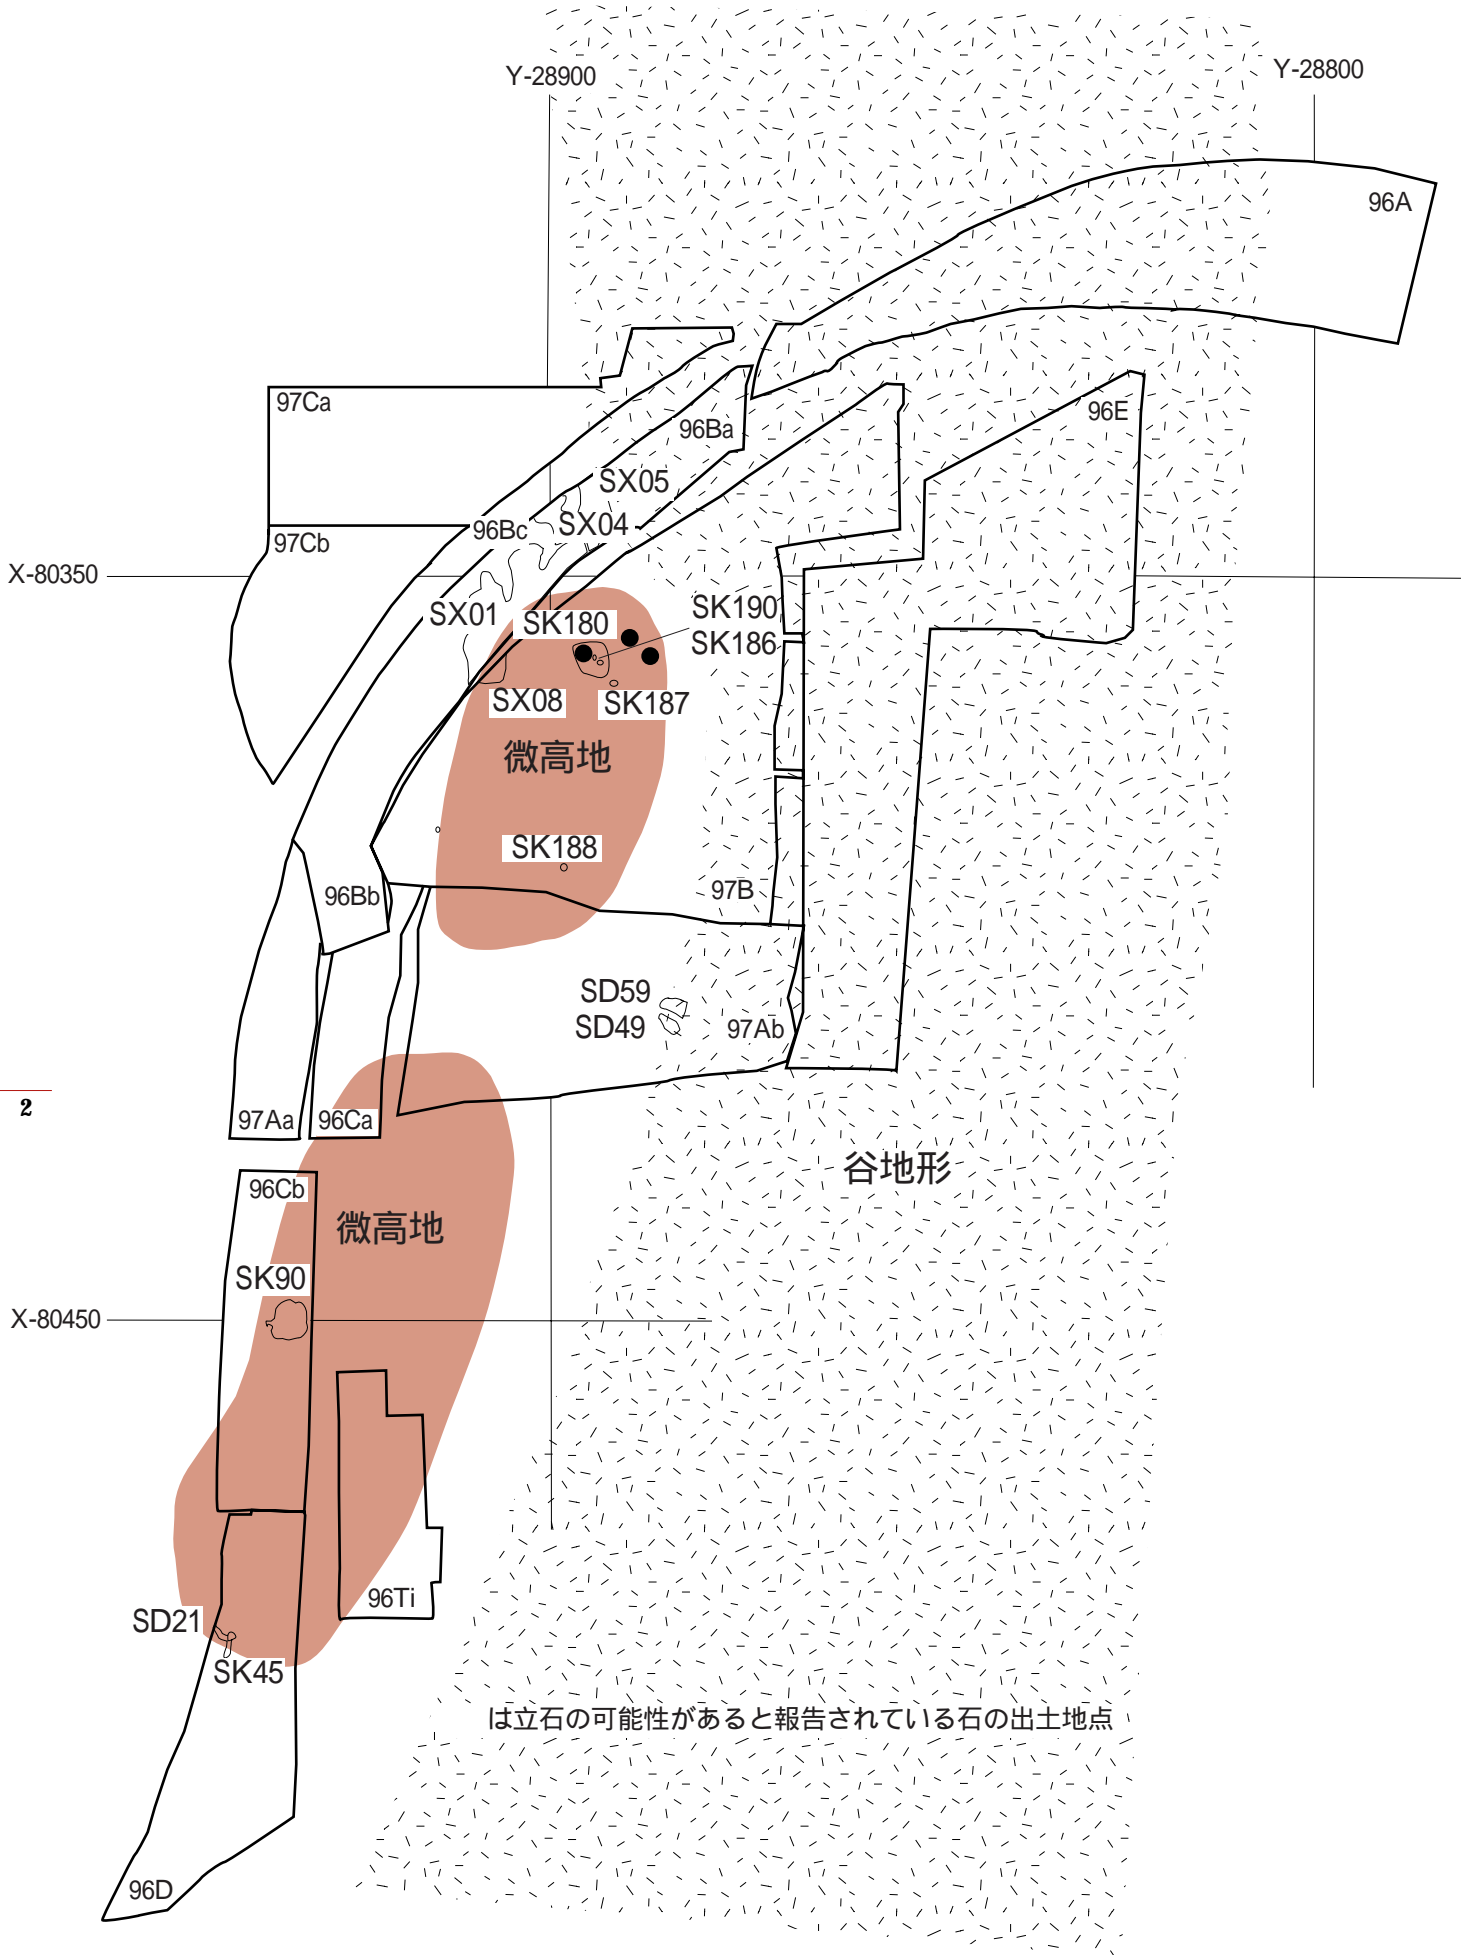 Y-28900
Y-28800
96A
97Ca
96E
96Ba
SX05
96Bc
SX04
97Cb
X-80350
SX01
SK180
SK190
SK186
SX08
SK187
微高地
SK188
97B
96Bb
SD59
SD49
97Ab
2
97Aa
96Ca
谷地形
96Cb
微高地
SK90
X-80450
96Ti
SD21
SK45
は立石の可能性があると報告されている石の出土地点
96D